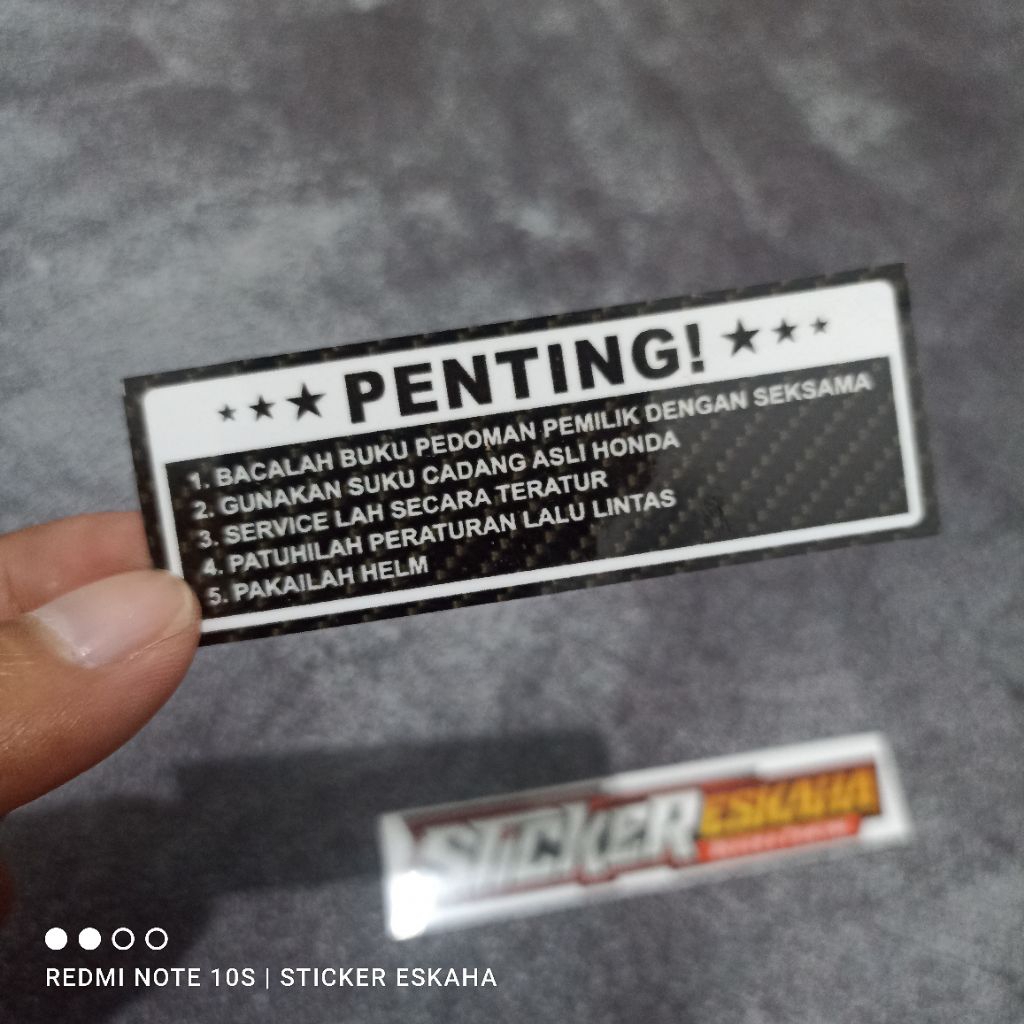 PENTING!
1. BACALAH BUKU PEDOMAN PEMILIK DENGAN SEKSAMA
2. GUNAKAN SUKU CADANG ASLI HONDA
3. SERVICE LAH SECARA TERATUR
4. PATUHILAH PERATURAN LALU LINTAS
5. PAKAILAH HELM
STICKER ESKAHA
REDMI NOTE 10S | STICKER ESKAHA